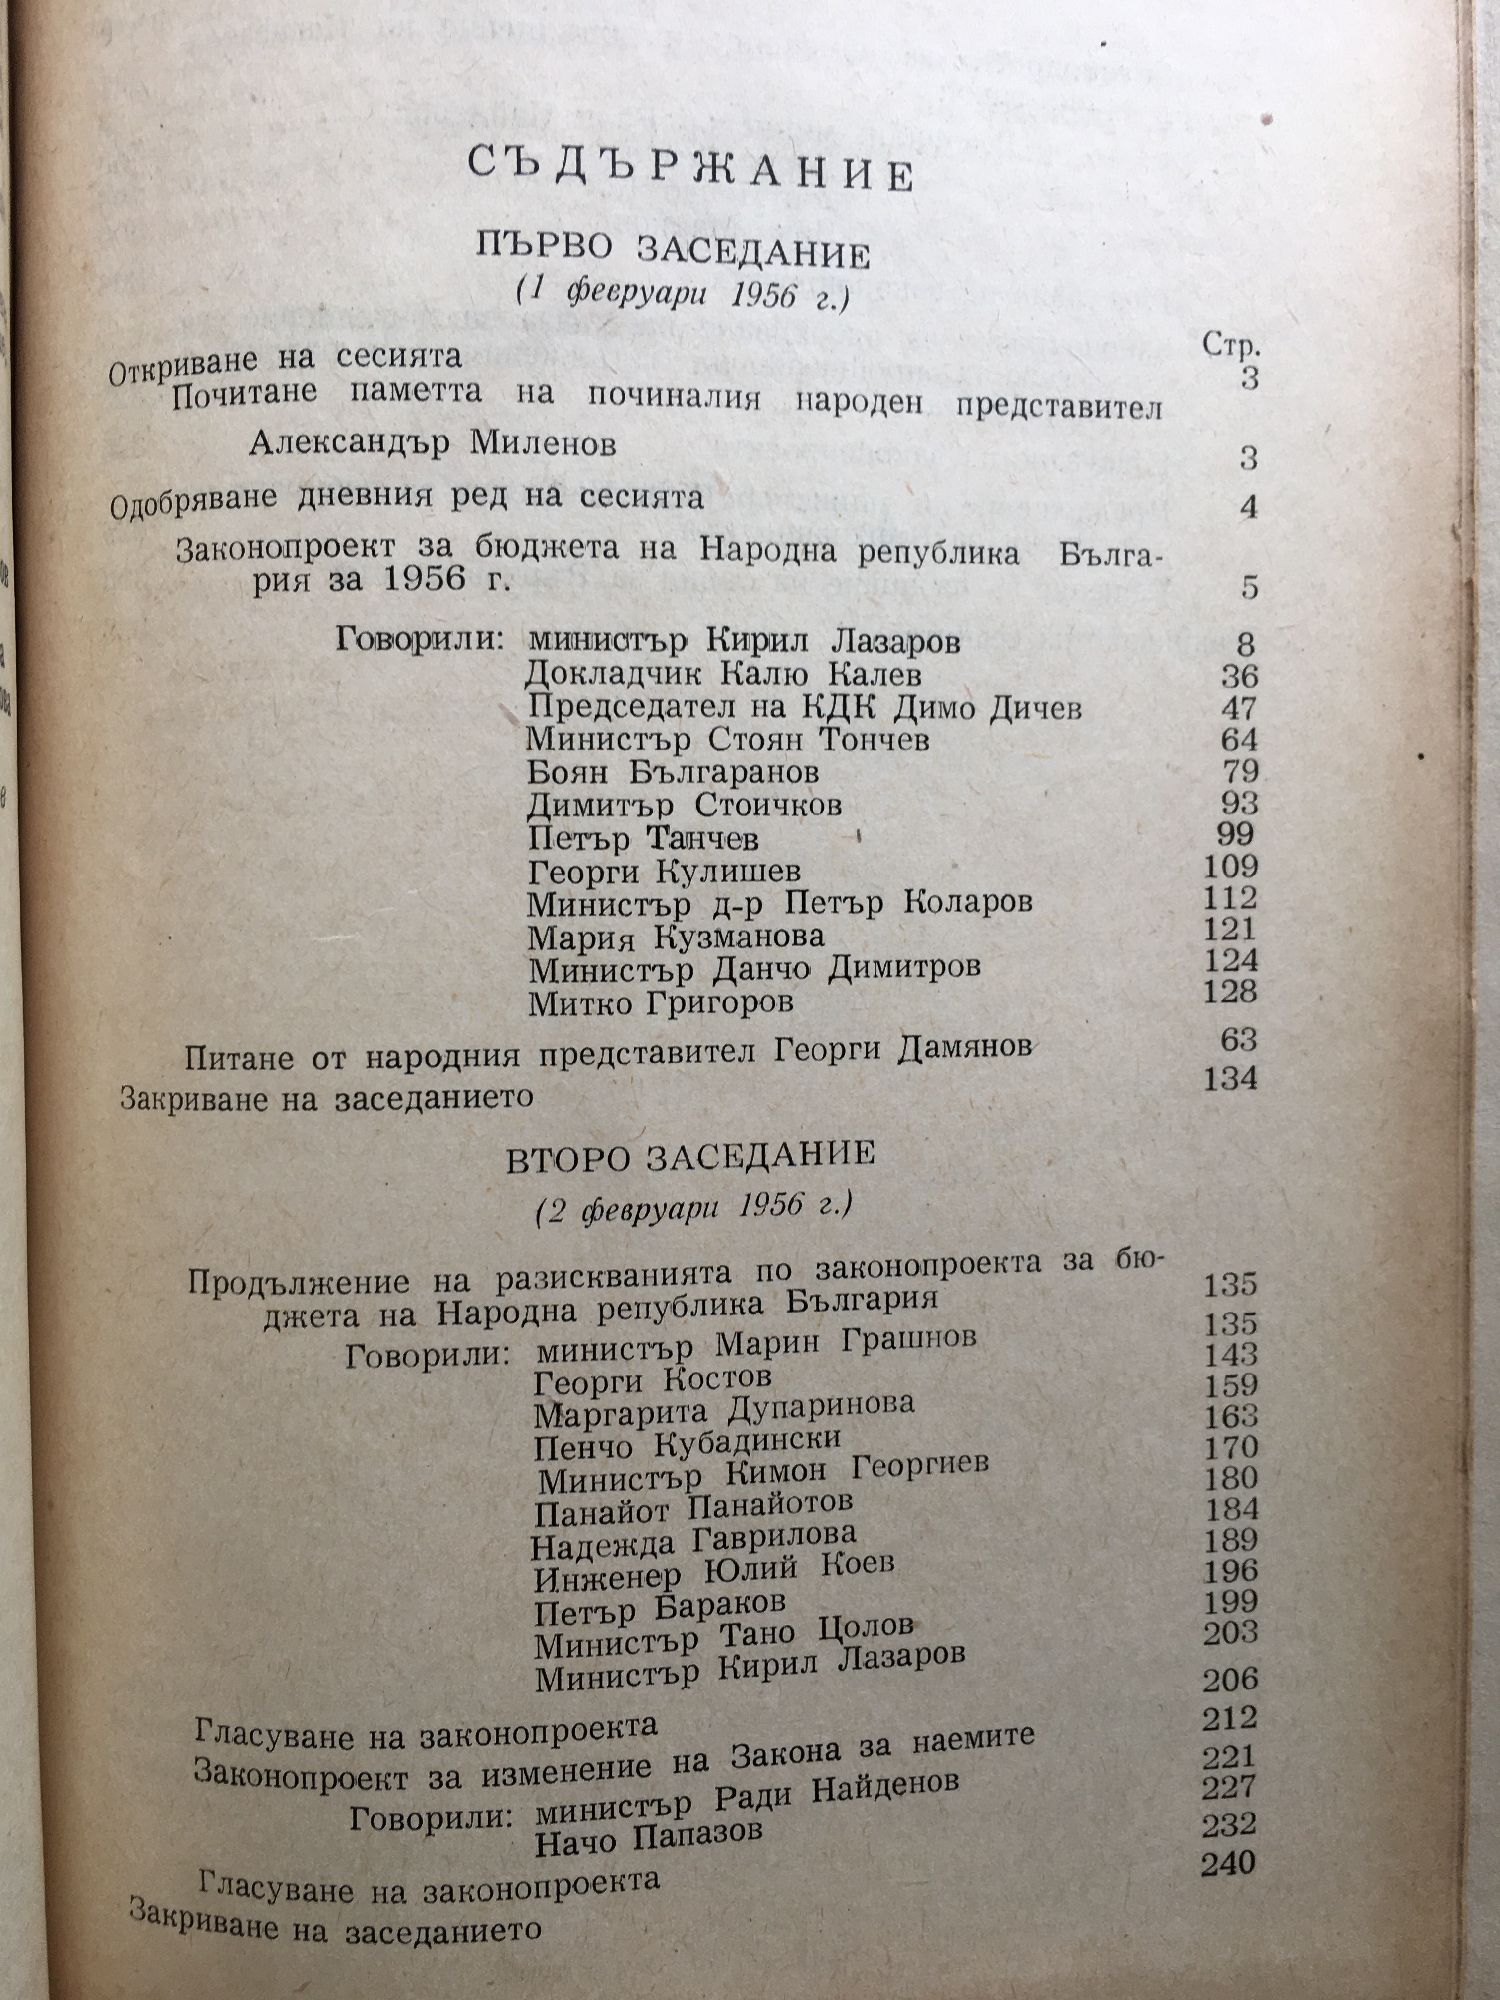 СЪДЪРЖАНИЕ
ПЪРВО ЗАСЕДАНИЕ
(1 февруари 1956 г.)
Стр.
Откриване на сесията 3
Почитане паметта на починалия народен представител
Александър Миленов 3
Одобряване дневния ред на сесията 4
Законопроект за бюджета на Народна република Бълга-
рия за 1956 г. 5
Говорили: министър Кирил Лазаров 8
Докладчик Калю Калев 36
Председател на КДК Димо Дичев 47
Министър Стоян Тончев 64
Боян Българанов 79
Димитър Стоичков 93
Петър Танчев 99
Георги Кулишев 109
Министър д-р Петър Коларов 112
Мария Кузманова 121
Министър Данчо Димитров 124
Митко Григоров 128
Питане от народния представител Георги Дамянов 63
Закриване на заседанието 134
ВТОРО ЗАСЕДАНИЕ
(2 февруари 1956 г.)
Продължение на разискванията по законопроекта за бю-
джета на Народна република България 135
Говорили: министър Марин Грашнов 135
Георги Костов 143
Маргарита Дупаринова 159
Пенчо Кубадински 163
Министър Кимон Георгиев 170
Панайот Панайотов 180
Надежда Гаврилова 184
Инженер Юлий Коев 189
Петър Бараков 196
Министър Тано Цолов 199
Министър Кирил Лазаров 203
Гласуване на законопроекта 206
Законопроект за изменение на Закона за наемите 212
Говорили: министър Ради Найденов 221
Начо Папазов 227
Гласуване на законопроекта 232
Закриване на заседанието 240